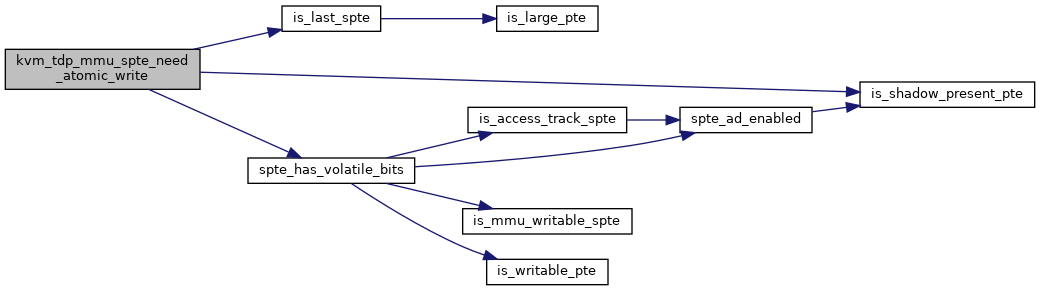 is_last_spte
is_large_pte
kvm_tdp_mmu_spte_need
_atomic_write
is_shadow_present_pte
is_access_track_spte
spte_ad_enabled
spte_has_volatile_bits
is_mmu_writable_spte
is_writable_pte